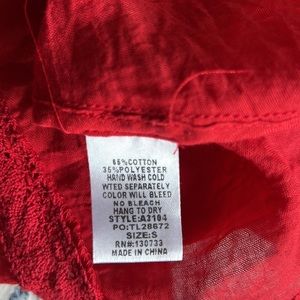 65%COTTON
35%POLYESTER
HAND WASH COLD
WTED SEPARATELY
COLOR WILL BLEED
NO BLEACH
HANG TO DRY
STYLE:A3104
PO:TL28672
SIZE:S
RN#:130733
MADE IN CHINA